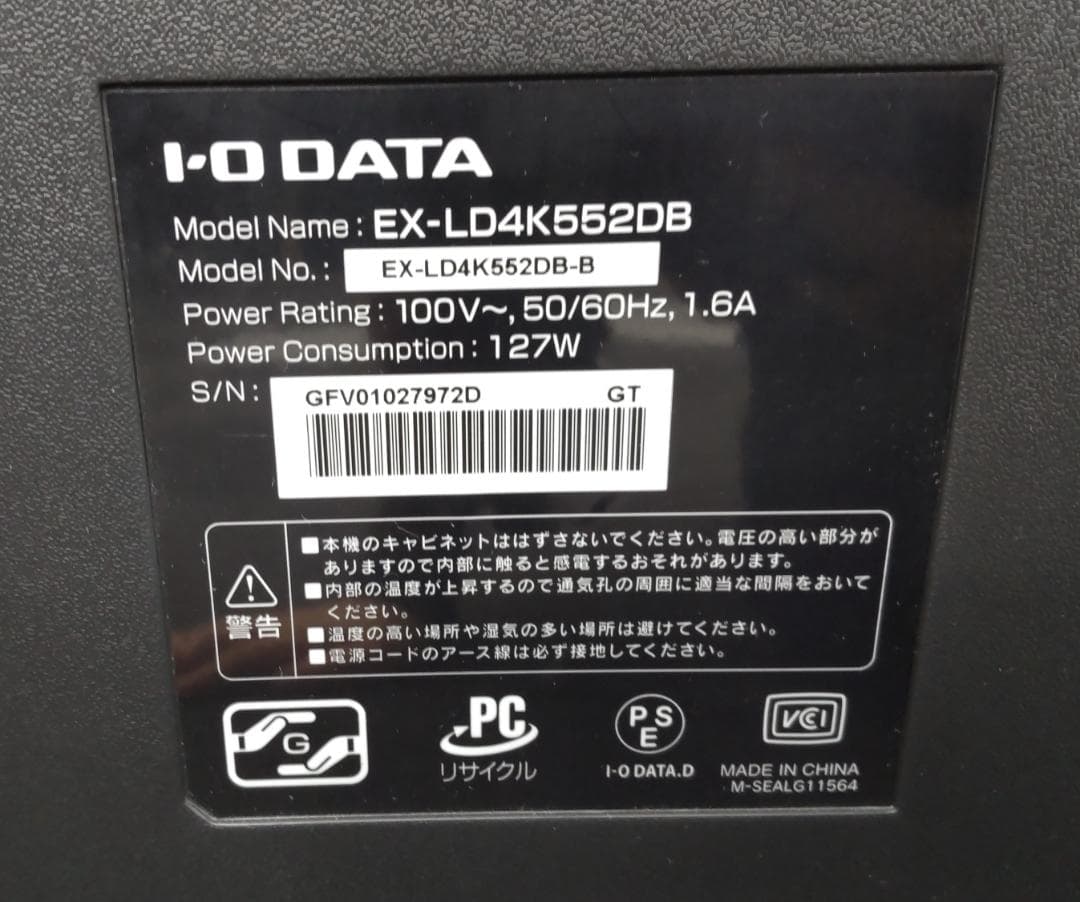 I-O DATA
Model Name : EX-LD4K552DB
Model No. : EX-LD4K552DB-B
Power Rating : 100V～, 50/60Hz, 1.6A
Power Consumption : 127W
S/N : GFV01027972D GT
■本機のキャビネットははずさないでください。電圧の高い部分が
ありますので内部に触ると感電するおそれがあります。
■内部の温度が上昇するので通気孔の周囲に適当な間隔をおいて
ください。
■温度の高い場所や湿気の多い場所は避けてください。
■電源コードのアース線は必ず接地してください。
警告
G
PC
リサイクル
PS
E
I-O DATA.D
VCCI
MADE IN CHINA
M-SEALG11564